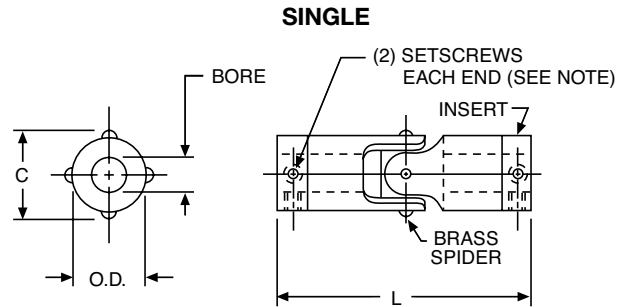 SINGLE
(2) SETSCREWS
EACH END (SEE NOTE)
BORE
INSERT
C
BRASS
SPIDER
O.D.
L